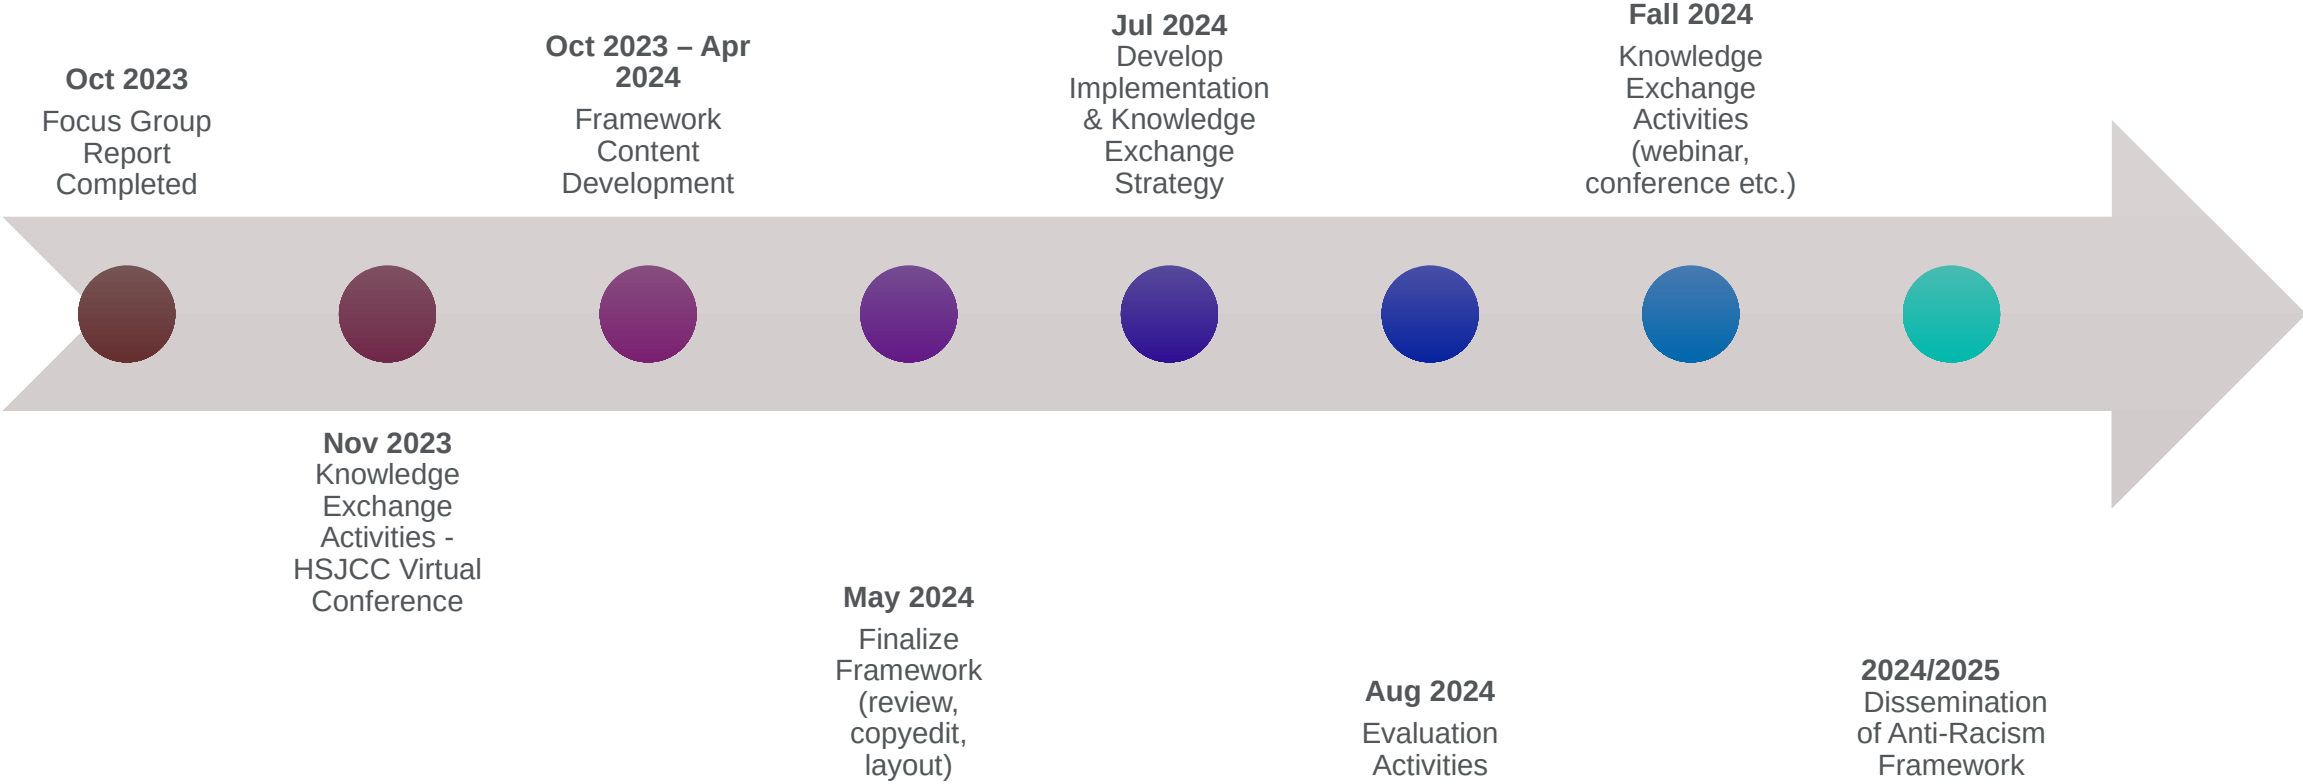 Oct 2023
Focus Group
Report
Completed
Nov 2023
Knowledge
Exchange
Activities -
HSJCC Virtual
Conference
Oct 2023 – Apr
2024
Framework
Content
Development
May 2024
Finalize
Framework
(review,
copyedit,
layout)
Jul 2024
Develop
Implementation
& Knowledge
Exchange
Strategy
Aug 2024
Evaluation
Activities
Fall 2024
Knowledge
Exchange
Activities
(webinar,
conference etc.)
2024/2025
Dissemination
of Anti-Racism
Framework